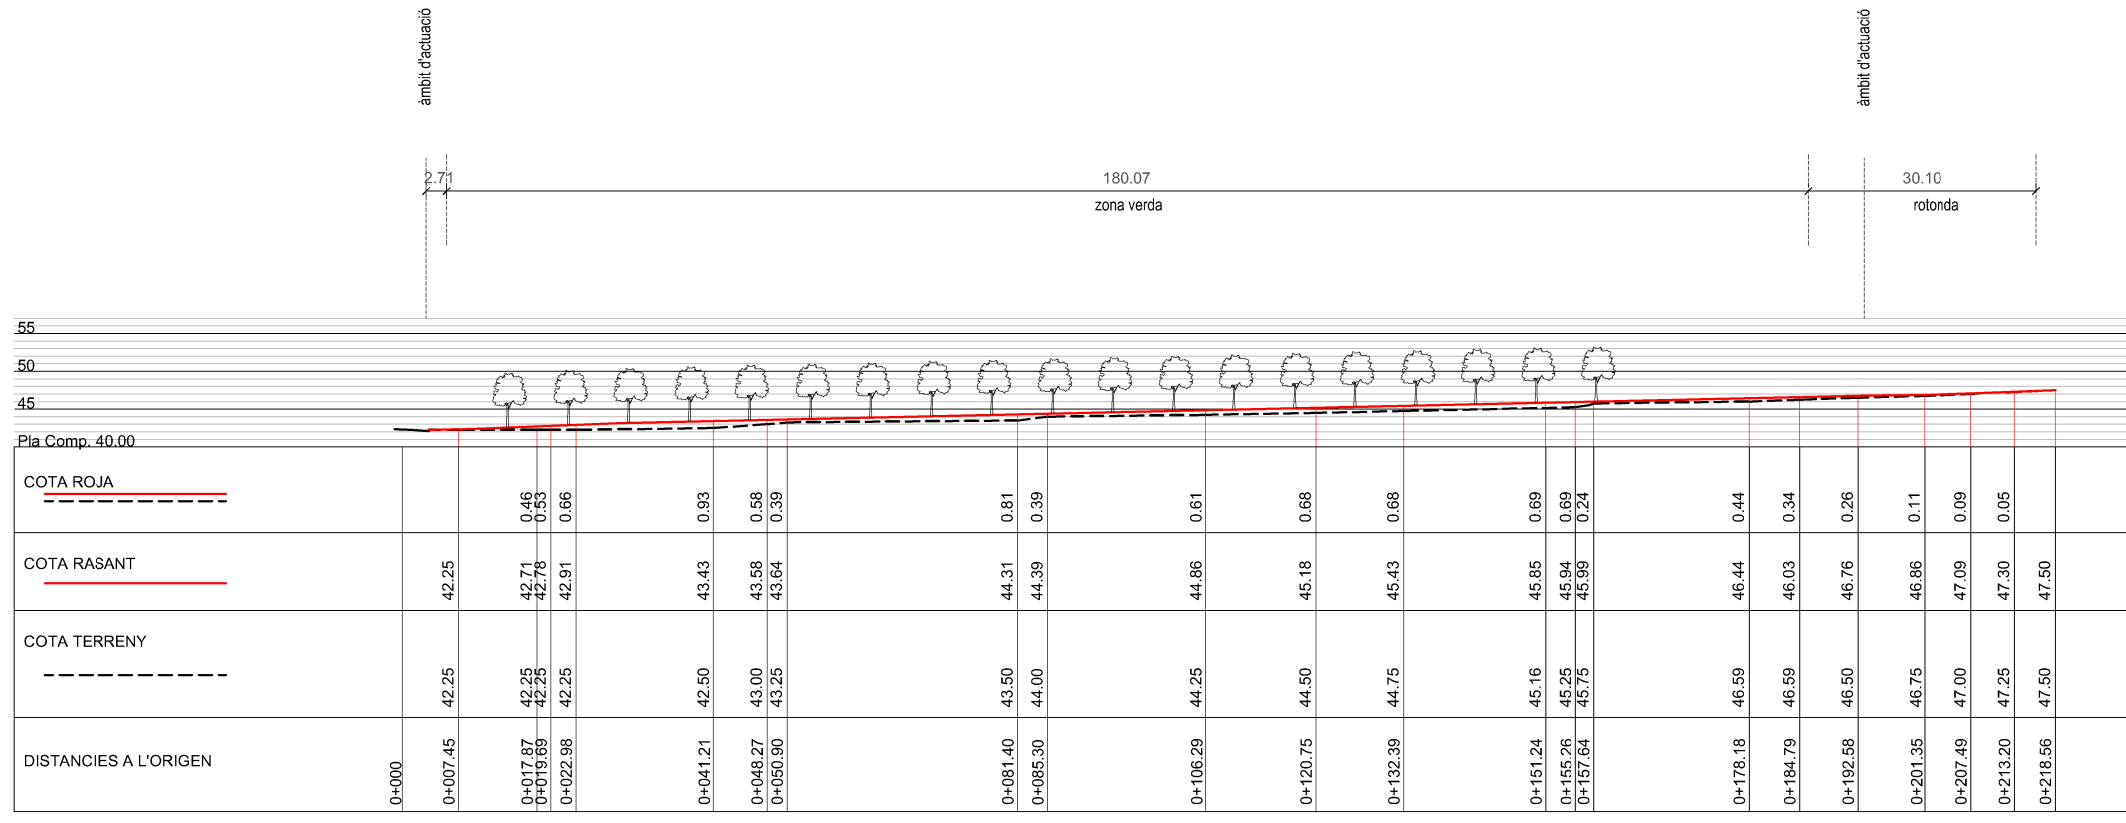 àmbit d'actuació
àmbit d'actuació
2.71
180.07
30.10
zona verda
rotonda
55
50
45
Pla Comp. 40.00
COTA ROJA
0.46 0.53 0.66 0.93 0.58 0.39 0.81 0.39 0.61 0.68 0.68 0.69 0.69 0.24 0.44 0.34 0.26 0.11 0.09 0.05
COTA RASANT
42.25 42.71 42.78 42.91 43.43 43.58 43.64 44.31 44.39 44.86 45.18 45.43 45.85 45.94 45.99 46.44 46.03 46.76 46.86 47.09 47.30 47.50
COTA TERRENY
42.25 42.25 42.25 42.25 42.50 43.00 43.25 43.50 44.00 44.25 44.50 44.75 45.16 45.25 45.75 46.59 46.59 46.50 46.75 47.00 47.25 47.50
DISTANCIES A L'ORIGEN
0+000 0+007.45 0+017.87 0+019.69 0+022.98 0+041.21 0+048.27 0+050.90 0+081.40 0+085.30 0+106.29 0+120.75 0+132.39 0+151.24 0+155.26 0+157.64 0+178.18 0+184.79 0+192.58 0+201.35 0+207.49 0+213.20 0+218.56